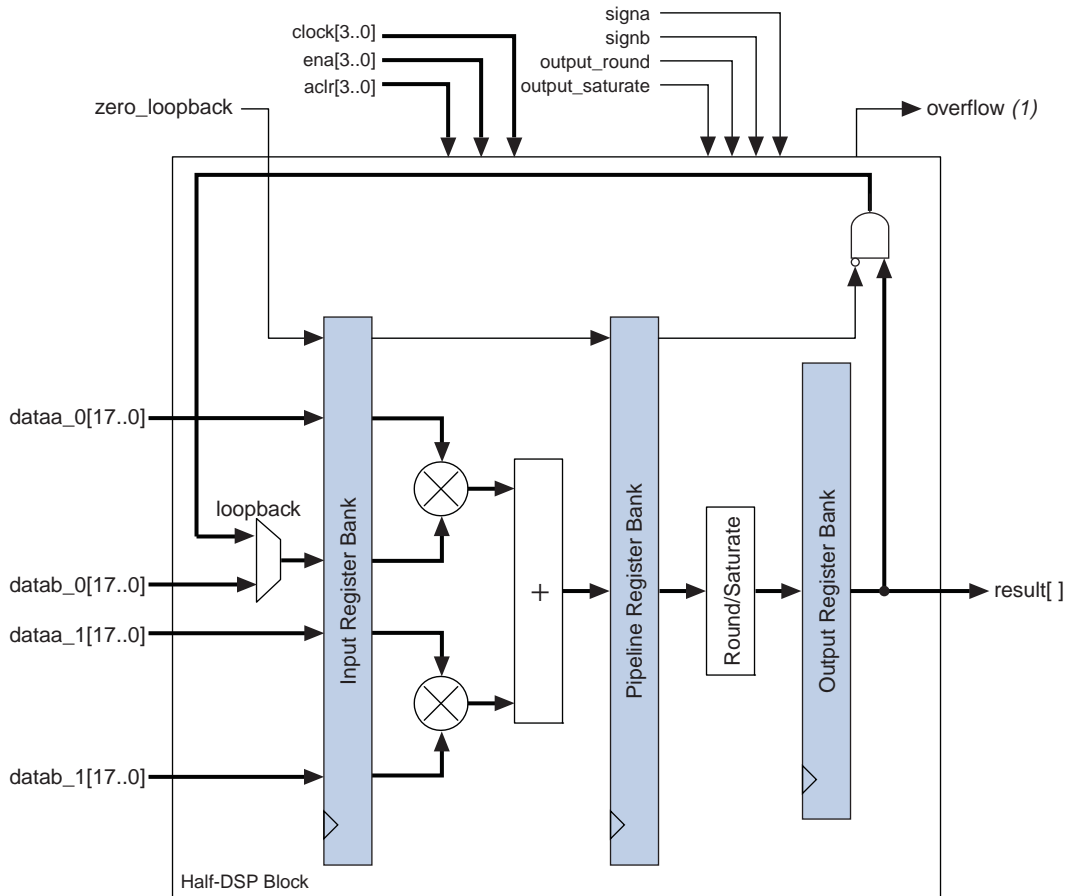 signa
signb
output_round
output_saturate
clock[3..0]
ena[3..0]
aclr[3..0]
zero_loopback
overflow (1)
dataa_0[17..0]
loopback
datab_0[17..0]
dataa_1[17..0]
datab_1[17..0]
Input Register Bank
+
Pipeline Register Bank
Round/Saturate
Output Register Bank
result[ ]
Half-DSP Block